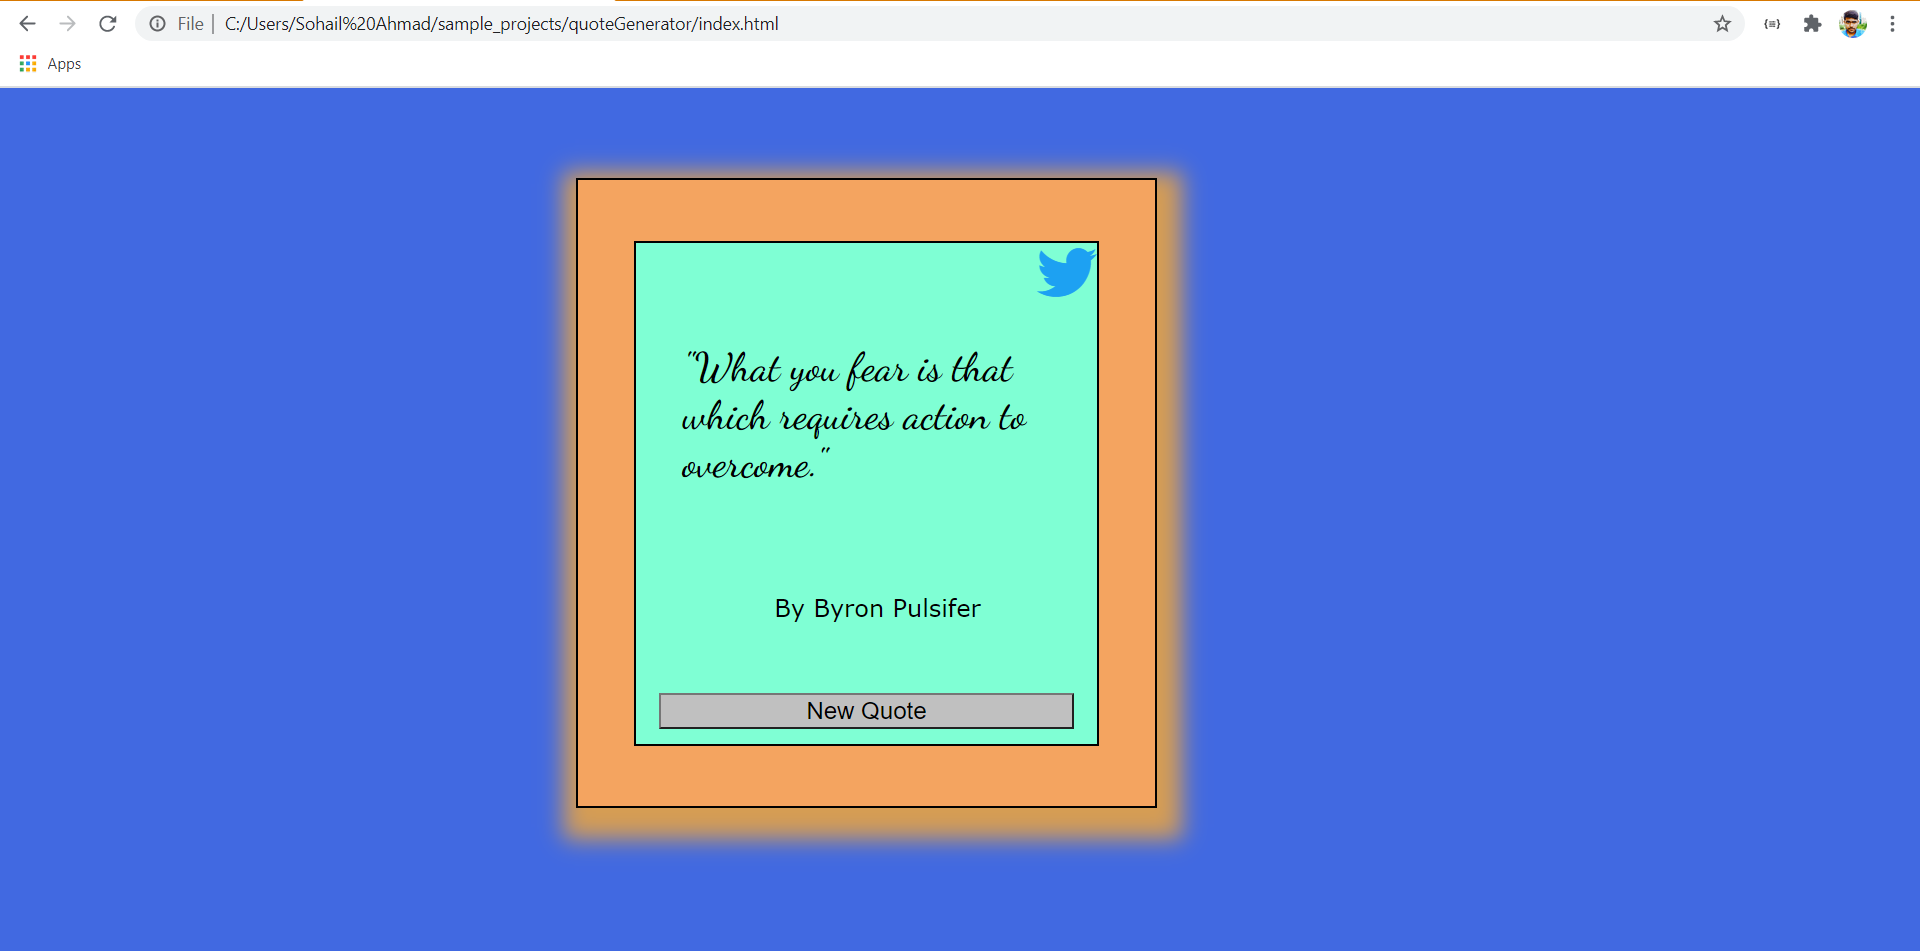 File | C:/Users/Sohail%20Ahmad/sample_projects/quoteGenerator/index.html
Apps
"What you fear is that
which requires action to
overcome."
By Byron Pulsifer
New Quote